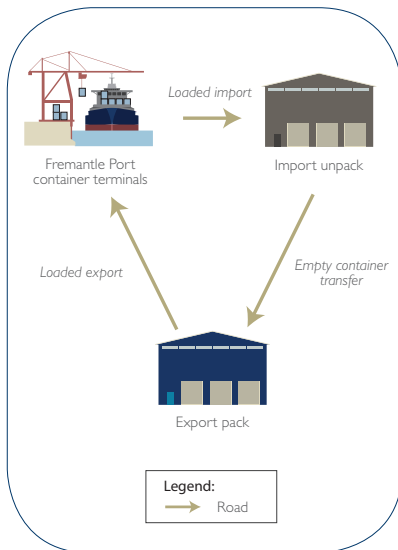 Loaded import
Fremantle Port
container terminals
Import unpack
Loaded export
Empty container
transfer
Export pack
Legend:
Road